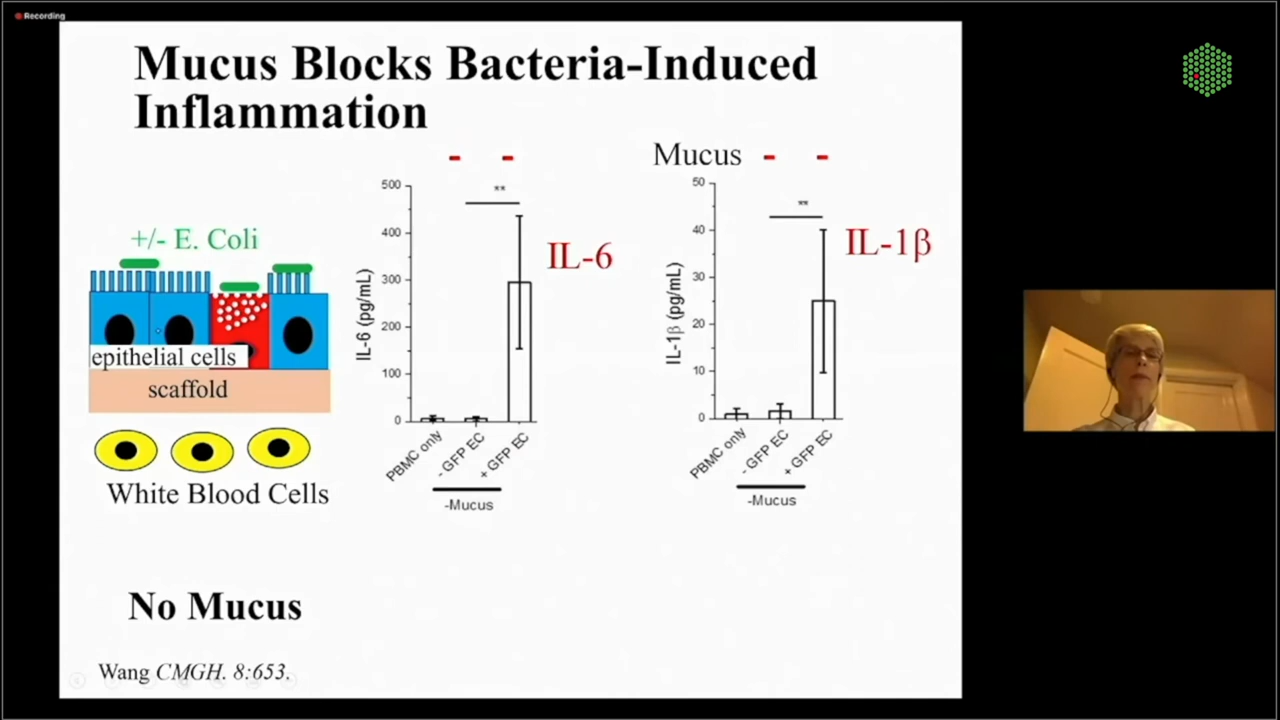 Recording
Mucus Blocks Bacteria-Induced
Inflammation
+/- E. Coli
epithelial cells
scaffold
White Blood Cells
No Mucus
Wang CMGH. 8:653.
- -
500
400
300
200
100
0
IL-6 (pg/mL)
**
IL-6
PBMC only
- GFP EC
+ GFP EC
-Mucus
Mucus - -
50
40
30
20
10
0
IL-1β (pg/mL)
**
IL-1β
PBMC only
- GFP EC
+ GFP EC
-Mucus